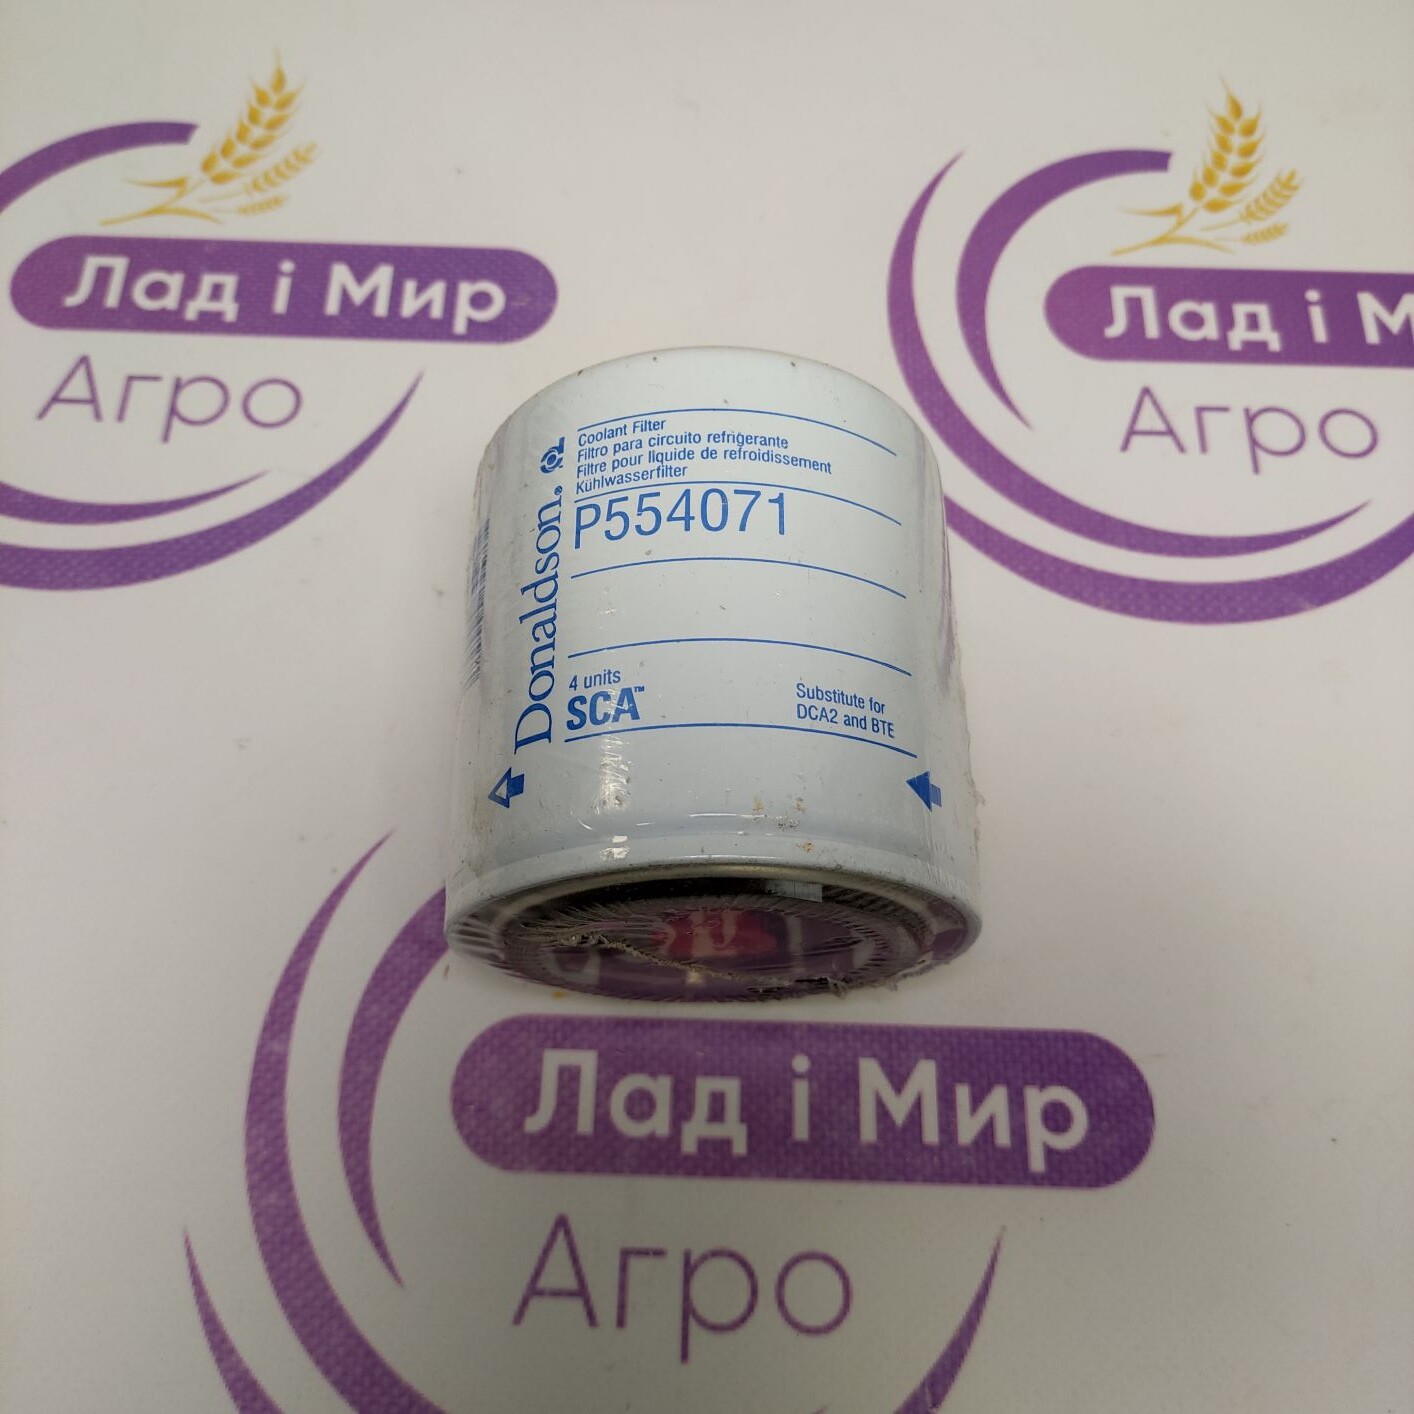 Лад і Мир
Агро
Лад і М
Агро
Coolant Filter
Filtro para circuito refrigerante
Filtre pour liquide de refroidissement
Kühlwasserfilter
P554071
Donaldson®
4 units
SCA™
Substitute for
DCA2 and BTE
Лад і Мир
Агро